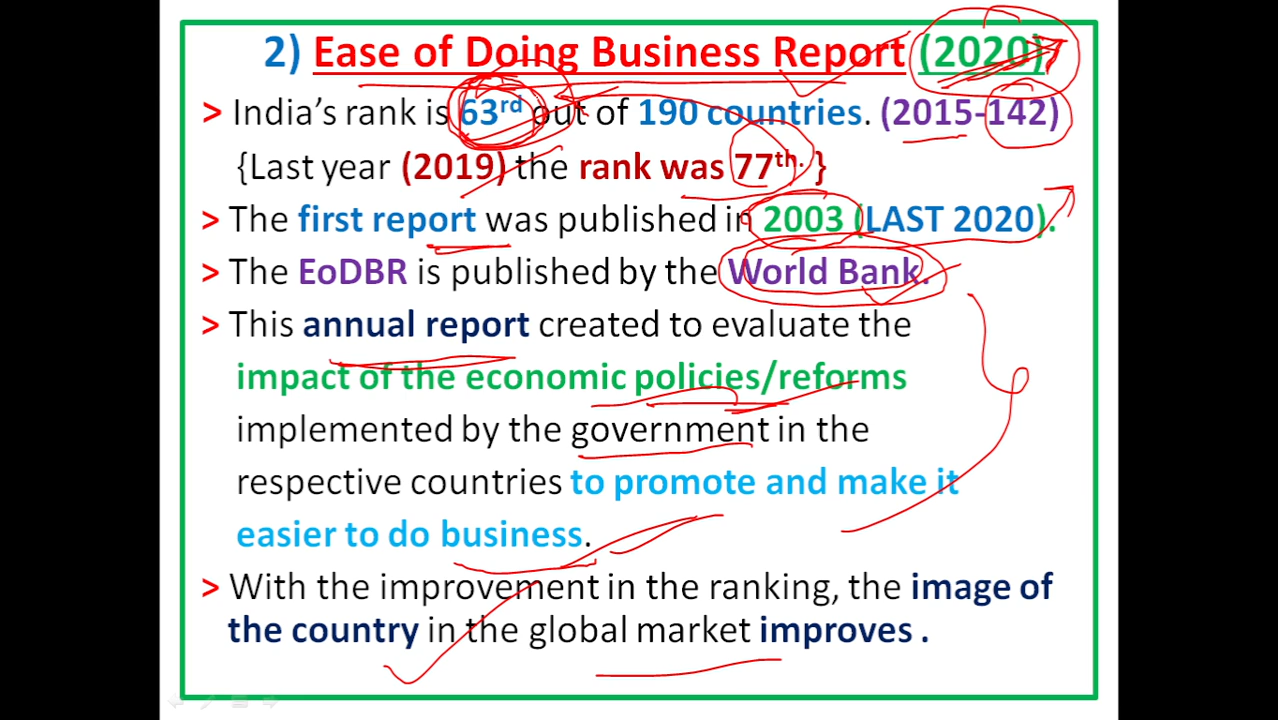 2) Ease of Doing Business Report (2020)
> India's rank is 63rd out of 190 countries. (2015-142)
{Last year (2019) the rank was 77th. }
> The first report was published in 2003 (LAST 2020).
> The EoDBR is published by the World Bank.
> This annual report created to evaluate the
impact of the economic policies/reforms
implemented by the government in the
respective countries to promote and make it
easier to do business.
> With the improvement in the ranking, the image of
the country in the global market improves .